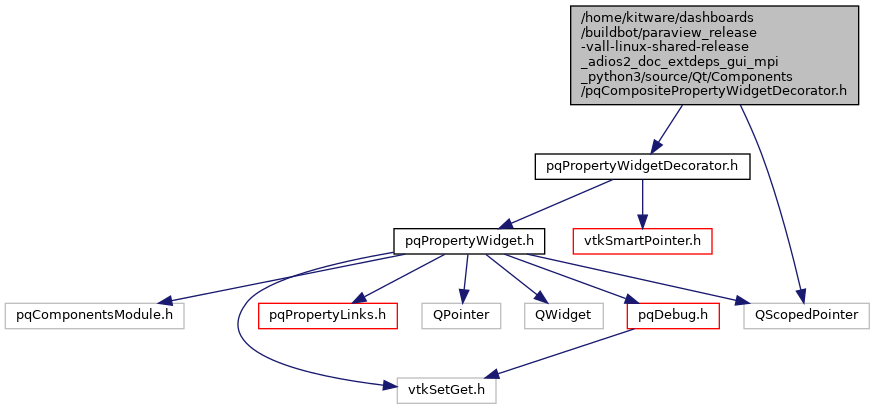 /home/kitware/dashboards
/buildbot/paraview_release
-vall-linux-shared-release
_adios2_doc_extdeps_gui_mpi
_python3/source/Qt/Components
/pqCompositePropertyWidgetDecorator.h
pqPropertyWidgetDecorator.h
pqPropertyWidget.h
vtkSmartPointer.h
pqComponentsModule.h
pqPropertyLinks.h
QPointer
QWidget
pqDebug.h
QScopedPointer
vtkSetGet.h